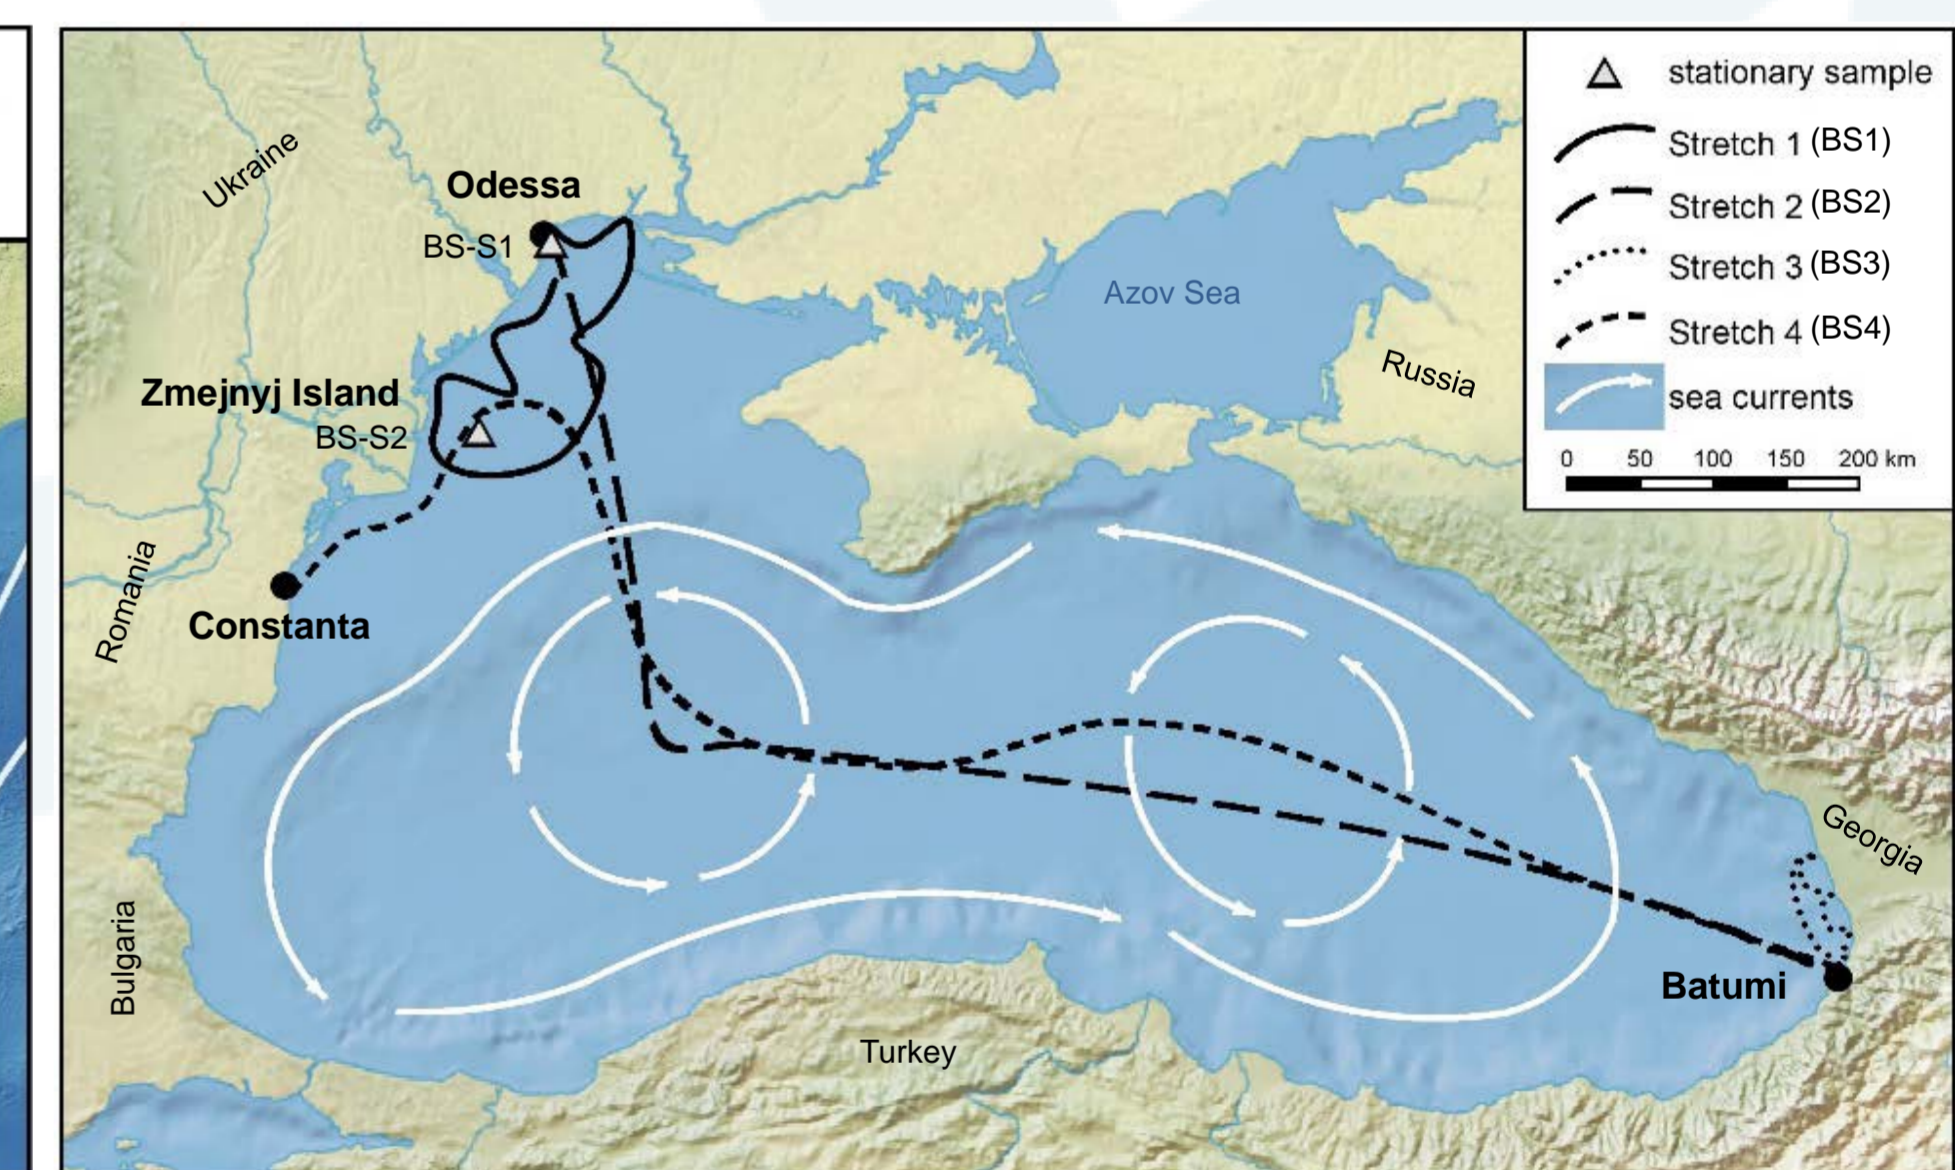 Ukraine
Odessa
BS-S1
Zmejnyj Island
BS-S2
Romania
Constanta
Bulgaria
Turkey
Azov Sea
Russia
Georgia
Batumi
stationary sample
Stretch 1 (BS1)
Stretch 2 (BS2)
Stretch 3 (BS3)
Stretch 4 (BS4)
sea currents
0 50 100 150 200 km